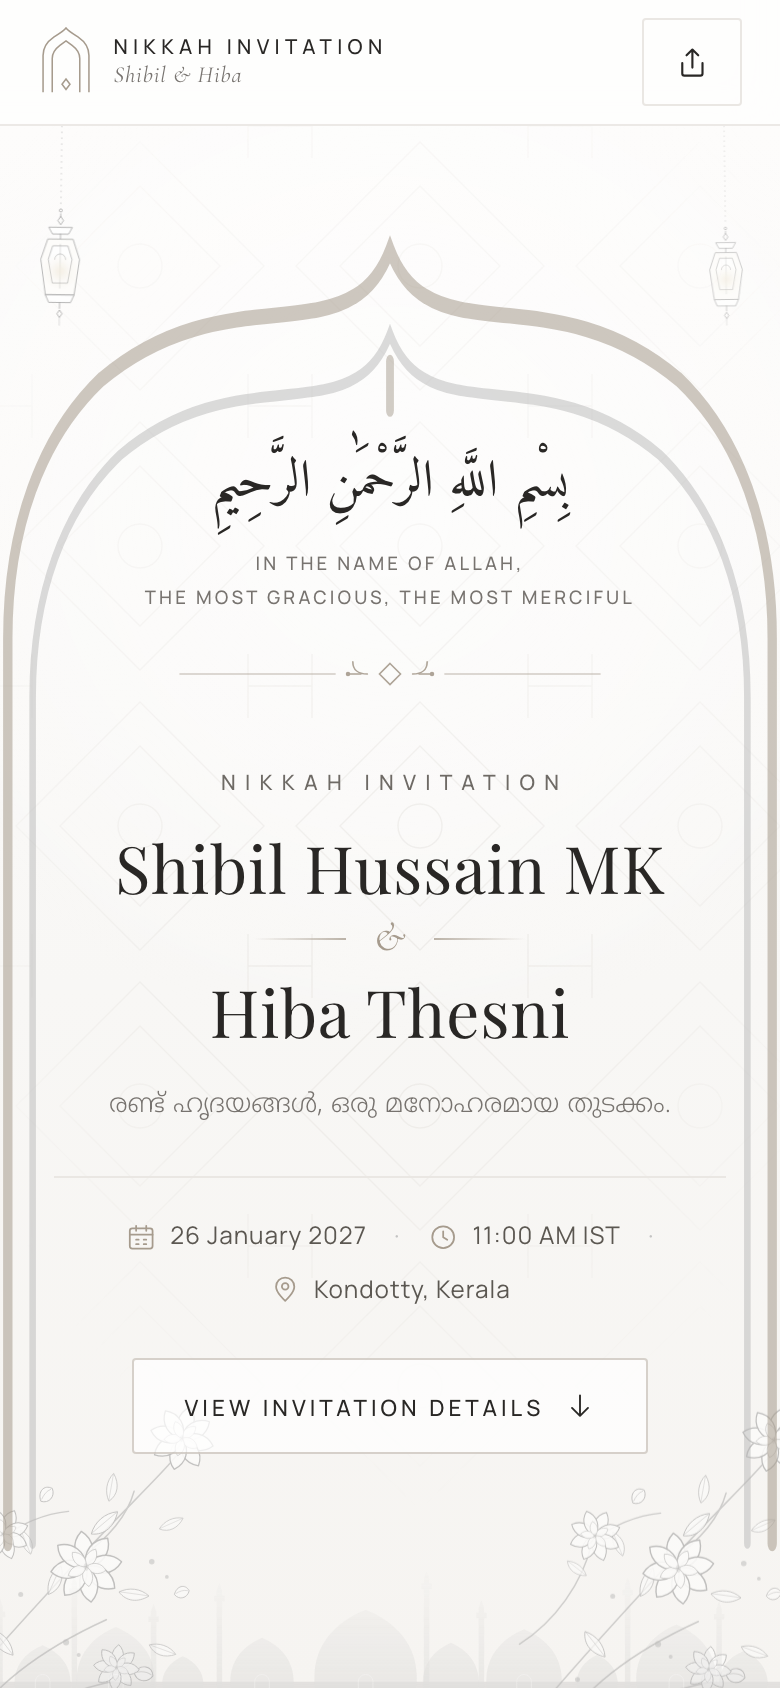 NIKKAH INVITATION
Shibil & Hiba
بِسْمِ اللَّهِ الرَّحْمَٰنِ الرَّحِيمِ
IN THE NAME OF ALLAH,
THE MOST GRACIOUS, THE MOST MERCIFUL
NIKKAH INVITATION
Shibil Hussain MK
&
Hiba Thesni
രണ്ട് ഹൃദയങ്ങൾ, ഒരു മനോഹരമായ തുടക്കം.
26 January 2027 · 11:00 AM IST ·
Kondotty, Kerala
VIEW INVITATION DETAILS ↓